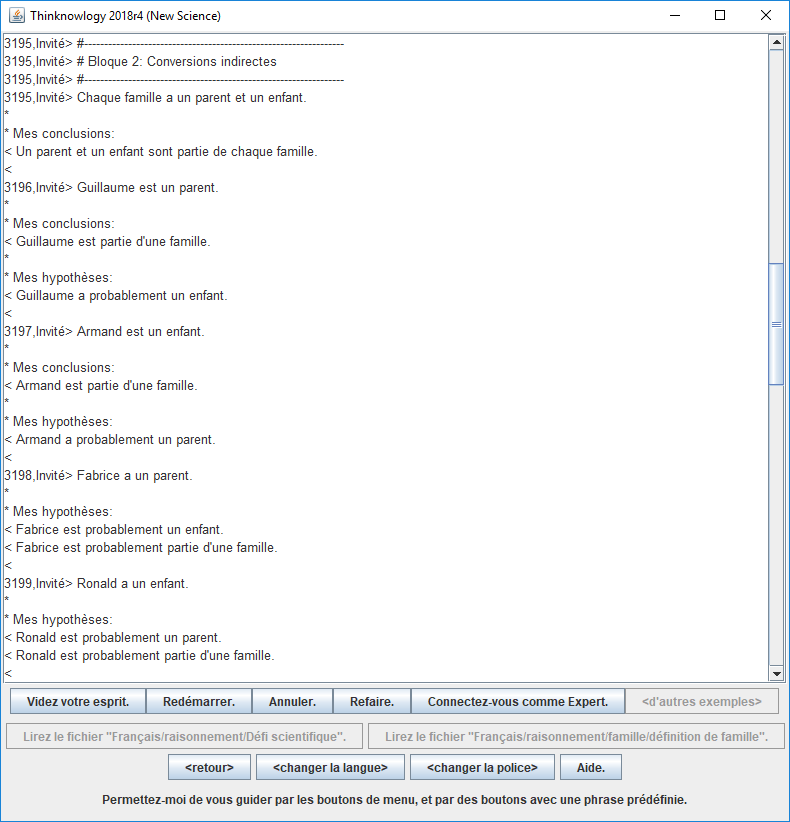 Thinknowlogy 2018r4 (New Science)
3195,Invité> #-----------------------------------------------------------------
3195,Invité> # Bloque 2: Conversions indirectes
3195,Invité> #-----------------------------------------------------------------
3195,Invité> Chaque famille a un parent et un enfant.
*
* Mes conclusions:
< Un parent et un enfant sont partie de chaque famille.
<
3196,Invité> Guillaume est un parent.
*
* Mes conclusions:
< Guillaume est partie d'une famille.
*
* Mes hypothèses:
< Guillaume a probablement un enfant.
<
3197,Invité> Armand est un enfant.
*
* Mes conclusions:
< Armand est partie d'une famille.
*
* Mes hypothèses:
< Armand a probablement un parent.
<
3198,Invité> Fabrice a un parent.
*
* Mes hypothèses:
< Fabrice est probablement un enfant.
< Fabrice est probablement partie d'une famille.
<
3199,Invité> Ronald a un enfant.
*
* Mes hypothèses:
< Ronald est probablement un parent.
< Ronald est probablement partie d'une famille.
<
Videz votre esprit. Redémarrer. Annuler. Refaire. Connectez-vous comme Expert. <d'autres exemples>
Lirez le fichier "Français/raisonnement/Défi scientifique". Lirez le fichier "Français/raisonnement/famille/définition de famille".
<retour> <changer la langue> <changer la police> Aide.
Permettez-moi de vous guider par les boutons de menu, et par des boutons avec une phrase prédéfinie.